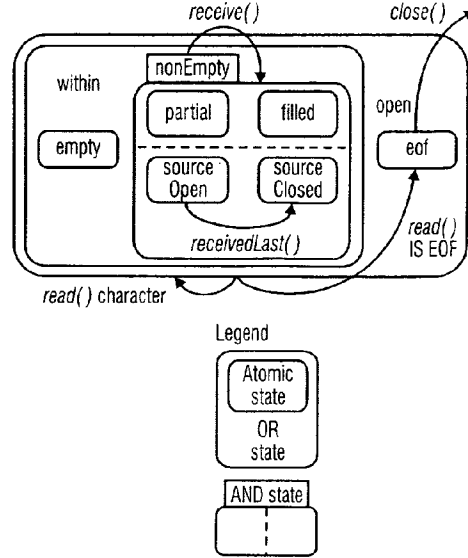 receive()
close()
nonEmpty
within
partial
filled
open
empty
eof
source
Open
source
Closed
receivedLast()
read()
IS EOF
read() character
Legend
Atomic
state
OR
state
AND state